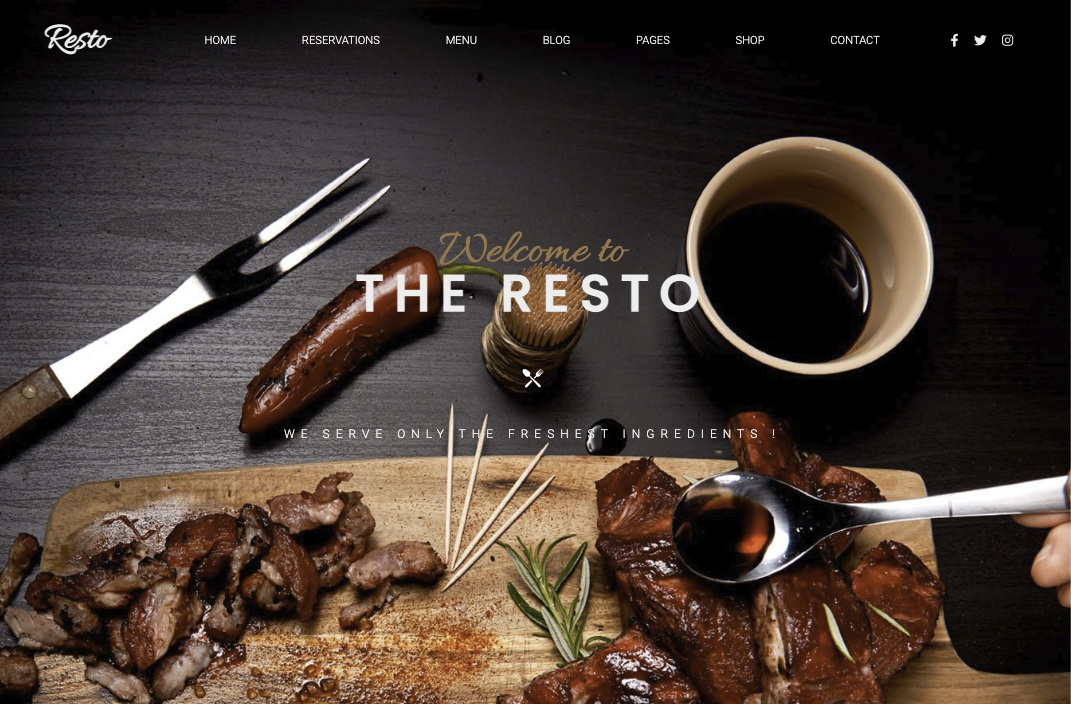 Resto
HOME
RESERVATIONS
MENU
BLOG
PAGES
SHOP
CONTACT
Welcome to
THE RESTO
WE SERVE ONLY THE FRESHEST INGREDIENTS !